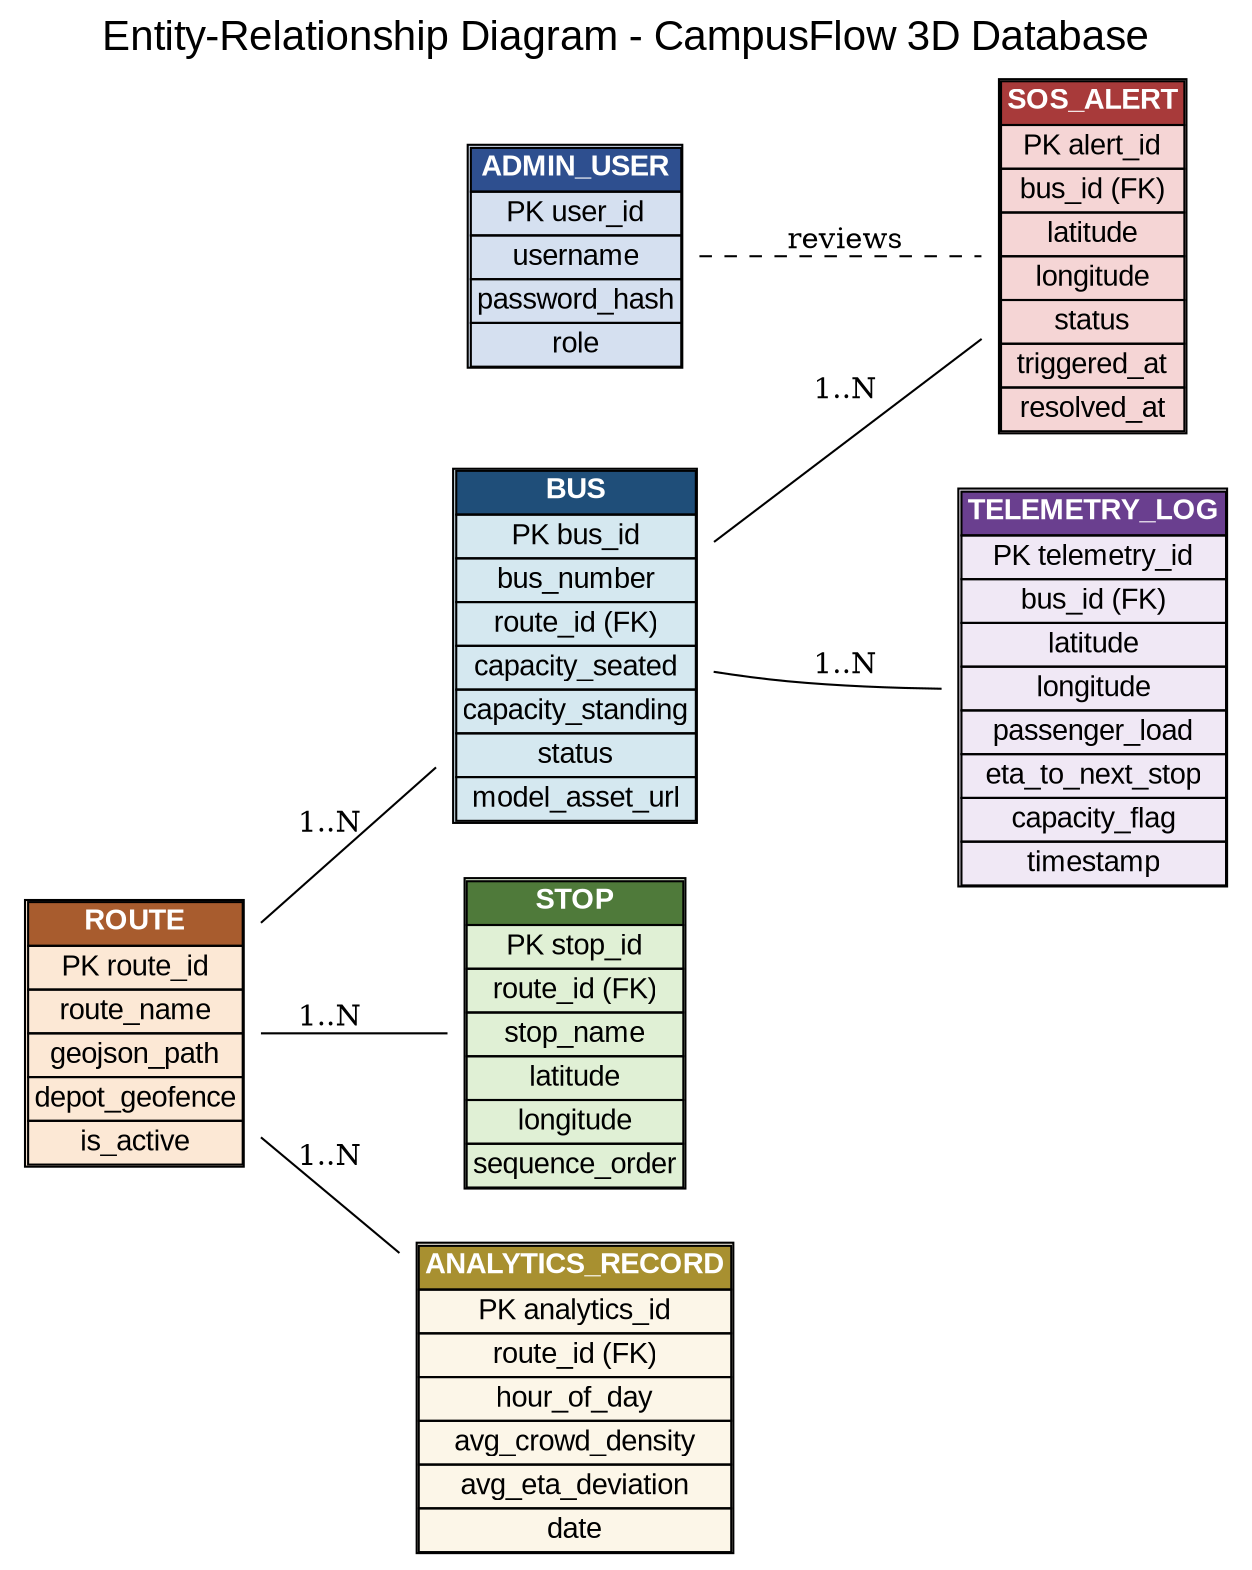 Entity-Relationship Diagram - CampusFlow 3D Database
SOS_ALERT
PK alert_id
bus_id (FK)
latitude
longitude
status
triggered_at
resolved_at
ADMIN_USER
PK user_id
username
password_hash
role
reviews
1..N
BUS
PK bus_id
bus_number
route_id (FK)
capacity_seated
capacity_standing
status
model_asset_url
1..N
TELEMETRY_LOG
PK telemetry_id
bus_id (FK)
latitude
longitude
passenger_load
eta_to_next_stop
capacity_flag
timestamp
1..N
ROUTE
PK route_id
route_name
geojson_path
depot_geofence
is_active
1..N
STOP
PK stop_id
route_id (FK)
stop_name
latitude
longitude
sequence_order
1..N
ANALYTICS_RECORD
PK analytics_id
route_id (FK)
hour_of_day
avg_crowd_density
avg_eta_deviation
date